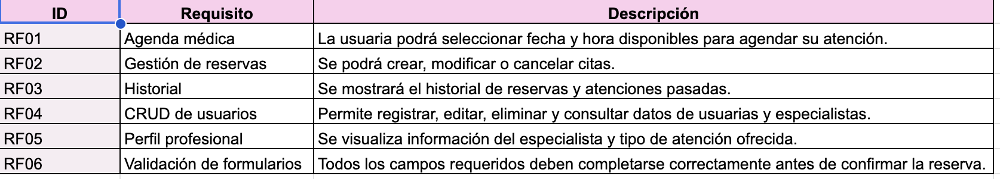 ID Requisito Descripción
RF01 Agenda médica La usuaria podrá seleccionar fecha y hora disponibles para agendar su atención.
RF02 Gestión de reservas Se podrá crear, modificar o cancelar citas.
RF03 Historial Se mostrará el historial de reservas y atenciones pasadas.
RF04 CRUD de usuarios Permite registrar, editar, eliminar y consultar datos de usuarias y especialistas.
RF05 Perfil profesional Se visualiza información del especialista y tipo de atención ofrecida.
RF06 Validación de formularios Todos los campos requeridos deben completarse correctamente antes de confirmar la reserva.